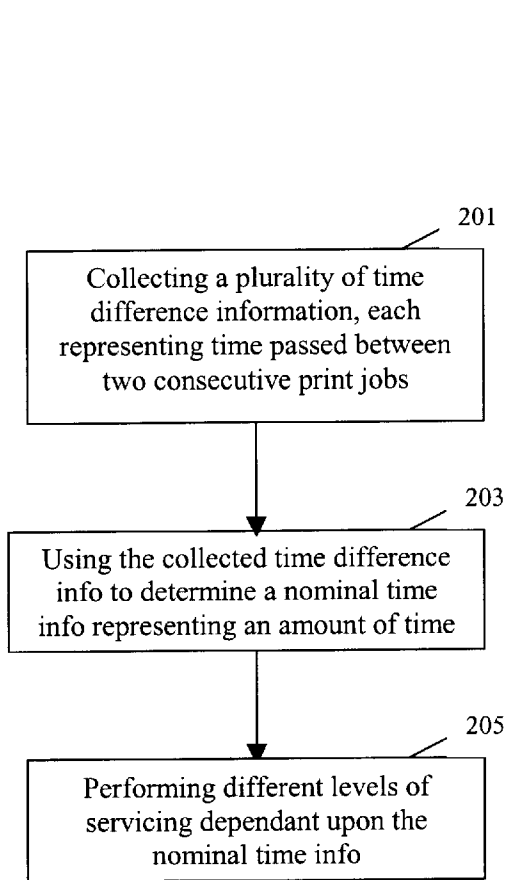 201
Collecting a plurality of time
difference information, each
representing time passed between
two consecutive print jobs
203
Using the collected time difference
info to determine a nominal time
info representing an amount of time
205
Performing different levels of
servicing dependant upon the
nominal time info